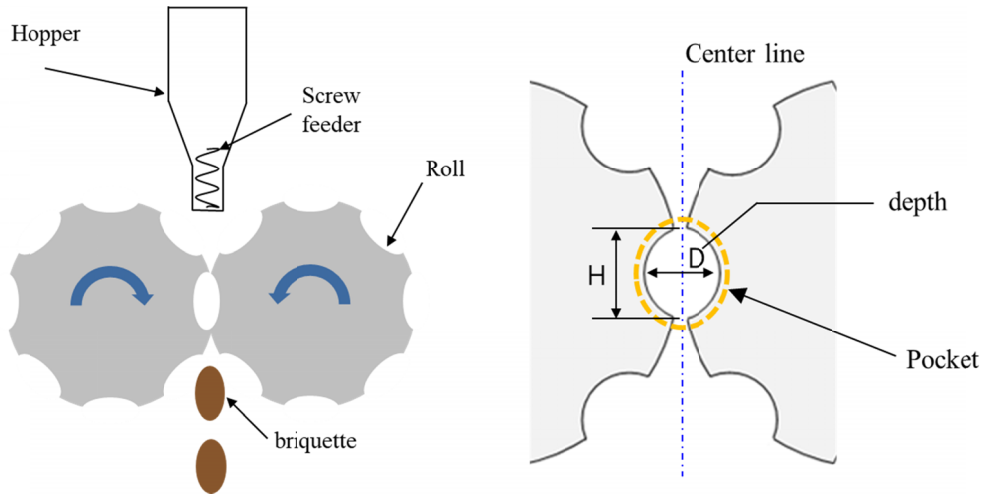 Hopper
Screw
feeder
Roll
briquette
Center line
depth
D
H
Pocket